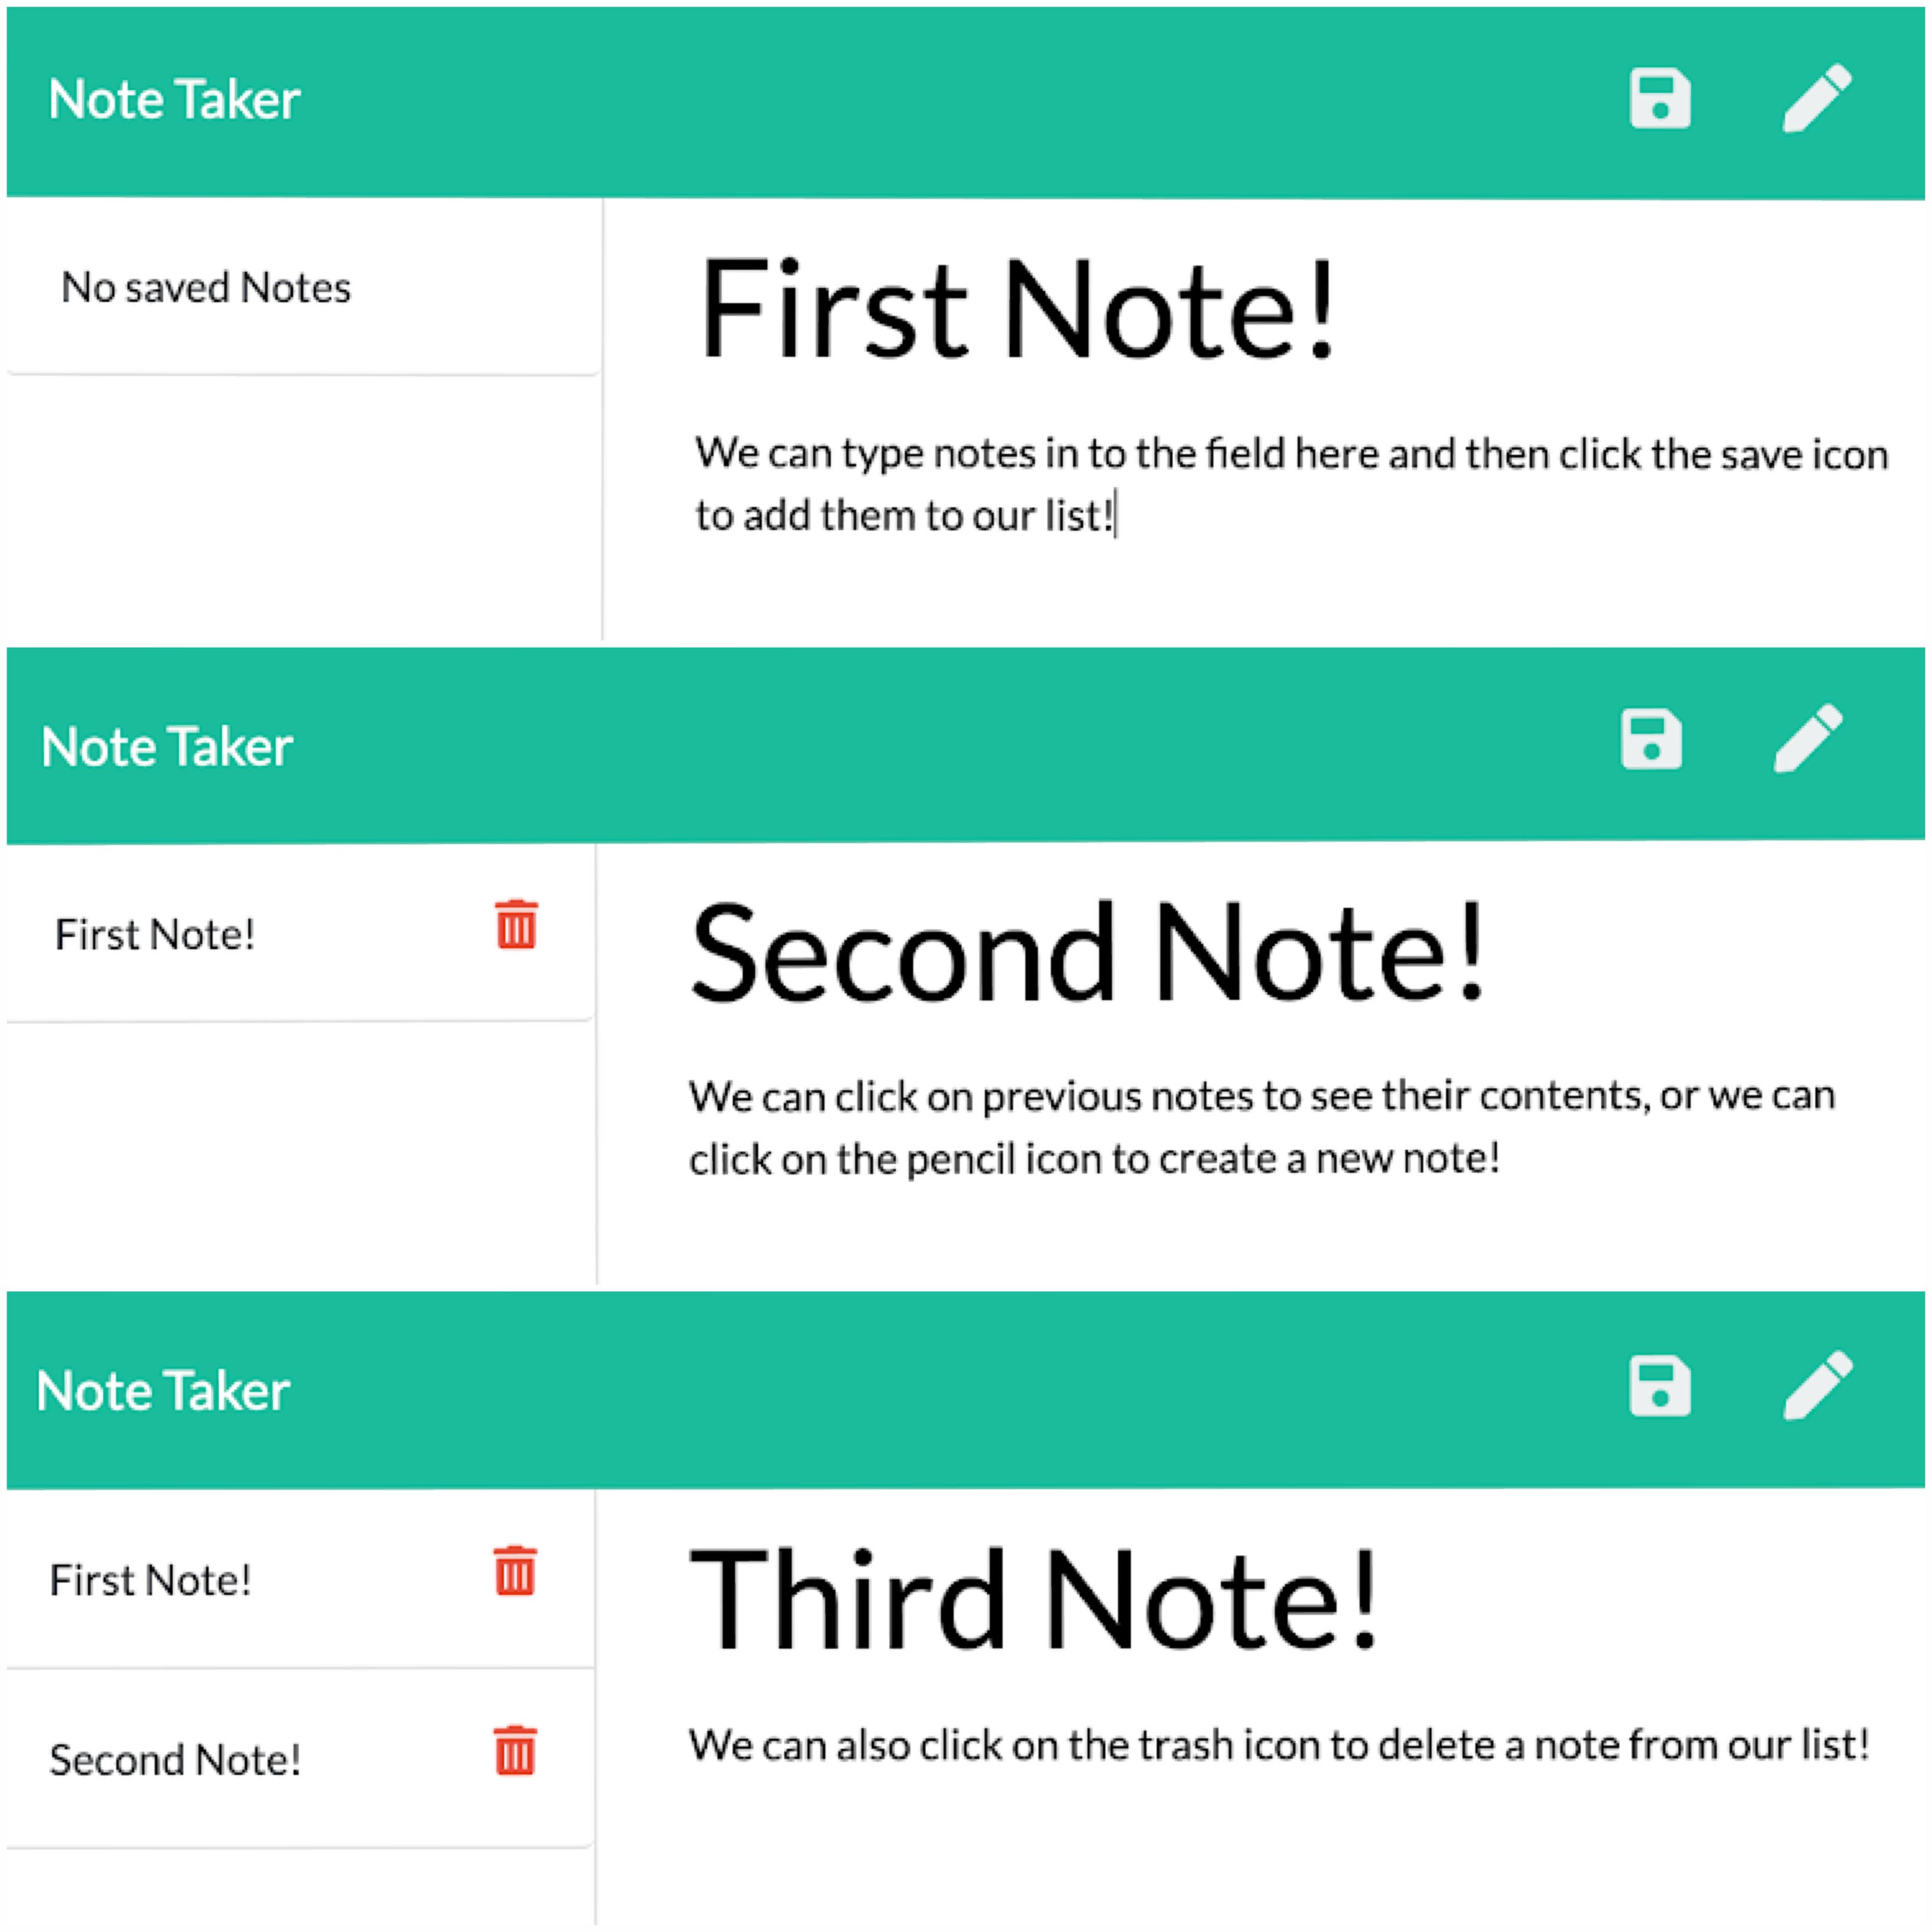 Note Taker
No saved Notes
First Note!
We can type notes in to the field here and then click the save icon
to add them to our list!
Note Taker
First Note!
Second Note!
We can click on previous notes to see their contents, or we can
click on the pencil icon to create a new note!
Note Taker
First Note!
Second Note!
Third Note!
We can also click on the trash icon to delete a note from our list!